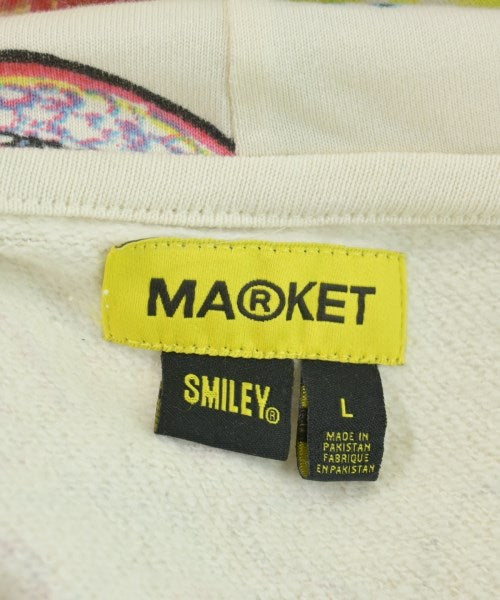 MA®KET
SMILEY®
L
MADE IN
PAKISTAN
FABRIQUE
EN PAKISTAN